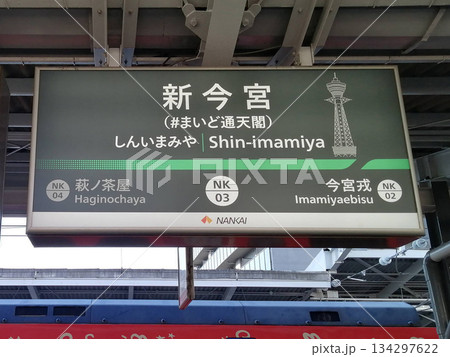 新今宮
(#まいど通天閣)
しんいまみや | Shin-imamiya
NK 04 萩ノ茶屋 Haginochaya
NK 03
今宮戎 Imamiyaebisu NK 02
NANKAI
PIXTA
pixta.jp - 134297622